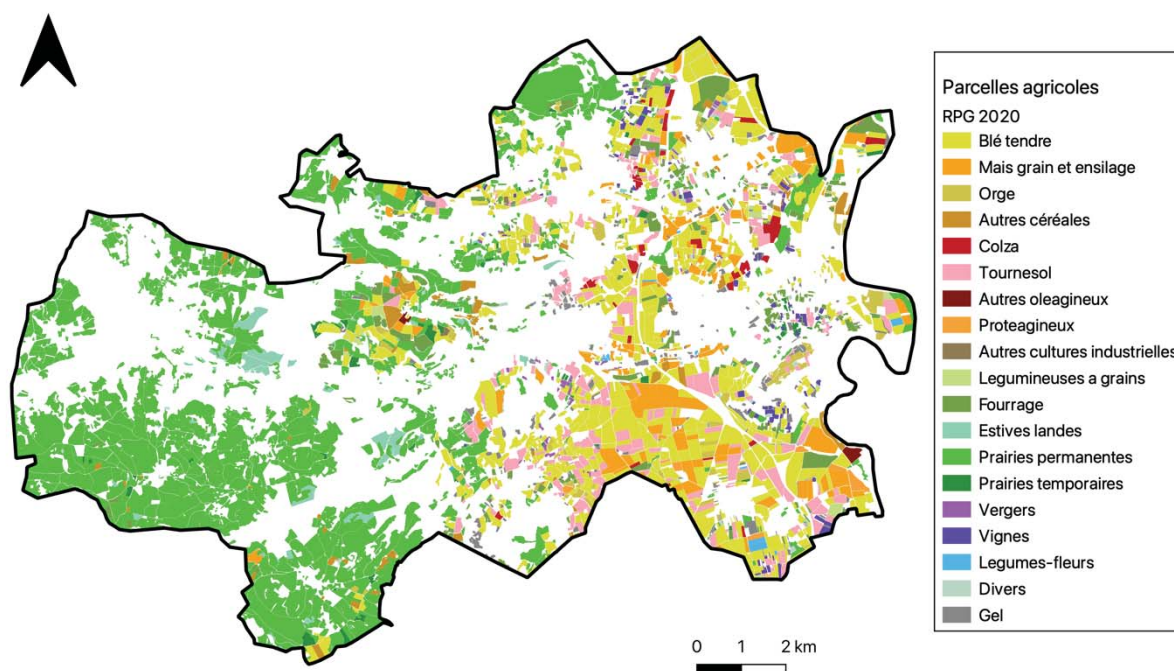 Parcelles agricoles
RPG 2020
Blé tendre
Mais grain et ensilage
Orge
Autres céréales
Colza
Tournesol
Autres oleagineux
Proteagineux
Autres cultures industrielles
Legumineuses a grains
Fourrage
Estives landes
Prairies permanentes
Prairies temporaires
Vergers
Vignes
Legumes-fleurs
Divers
Gel
0 1 2 km